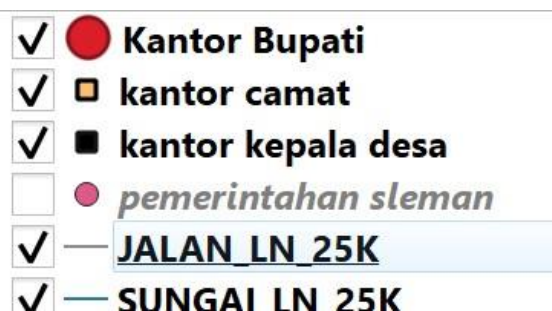 Kantor Bupati
kantor camat
kantor kepala desa
pemerintahan sleman
JALAN_LN_25K
SUNGAI_LN_25K